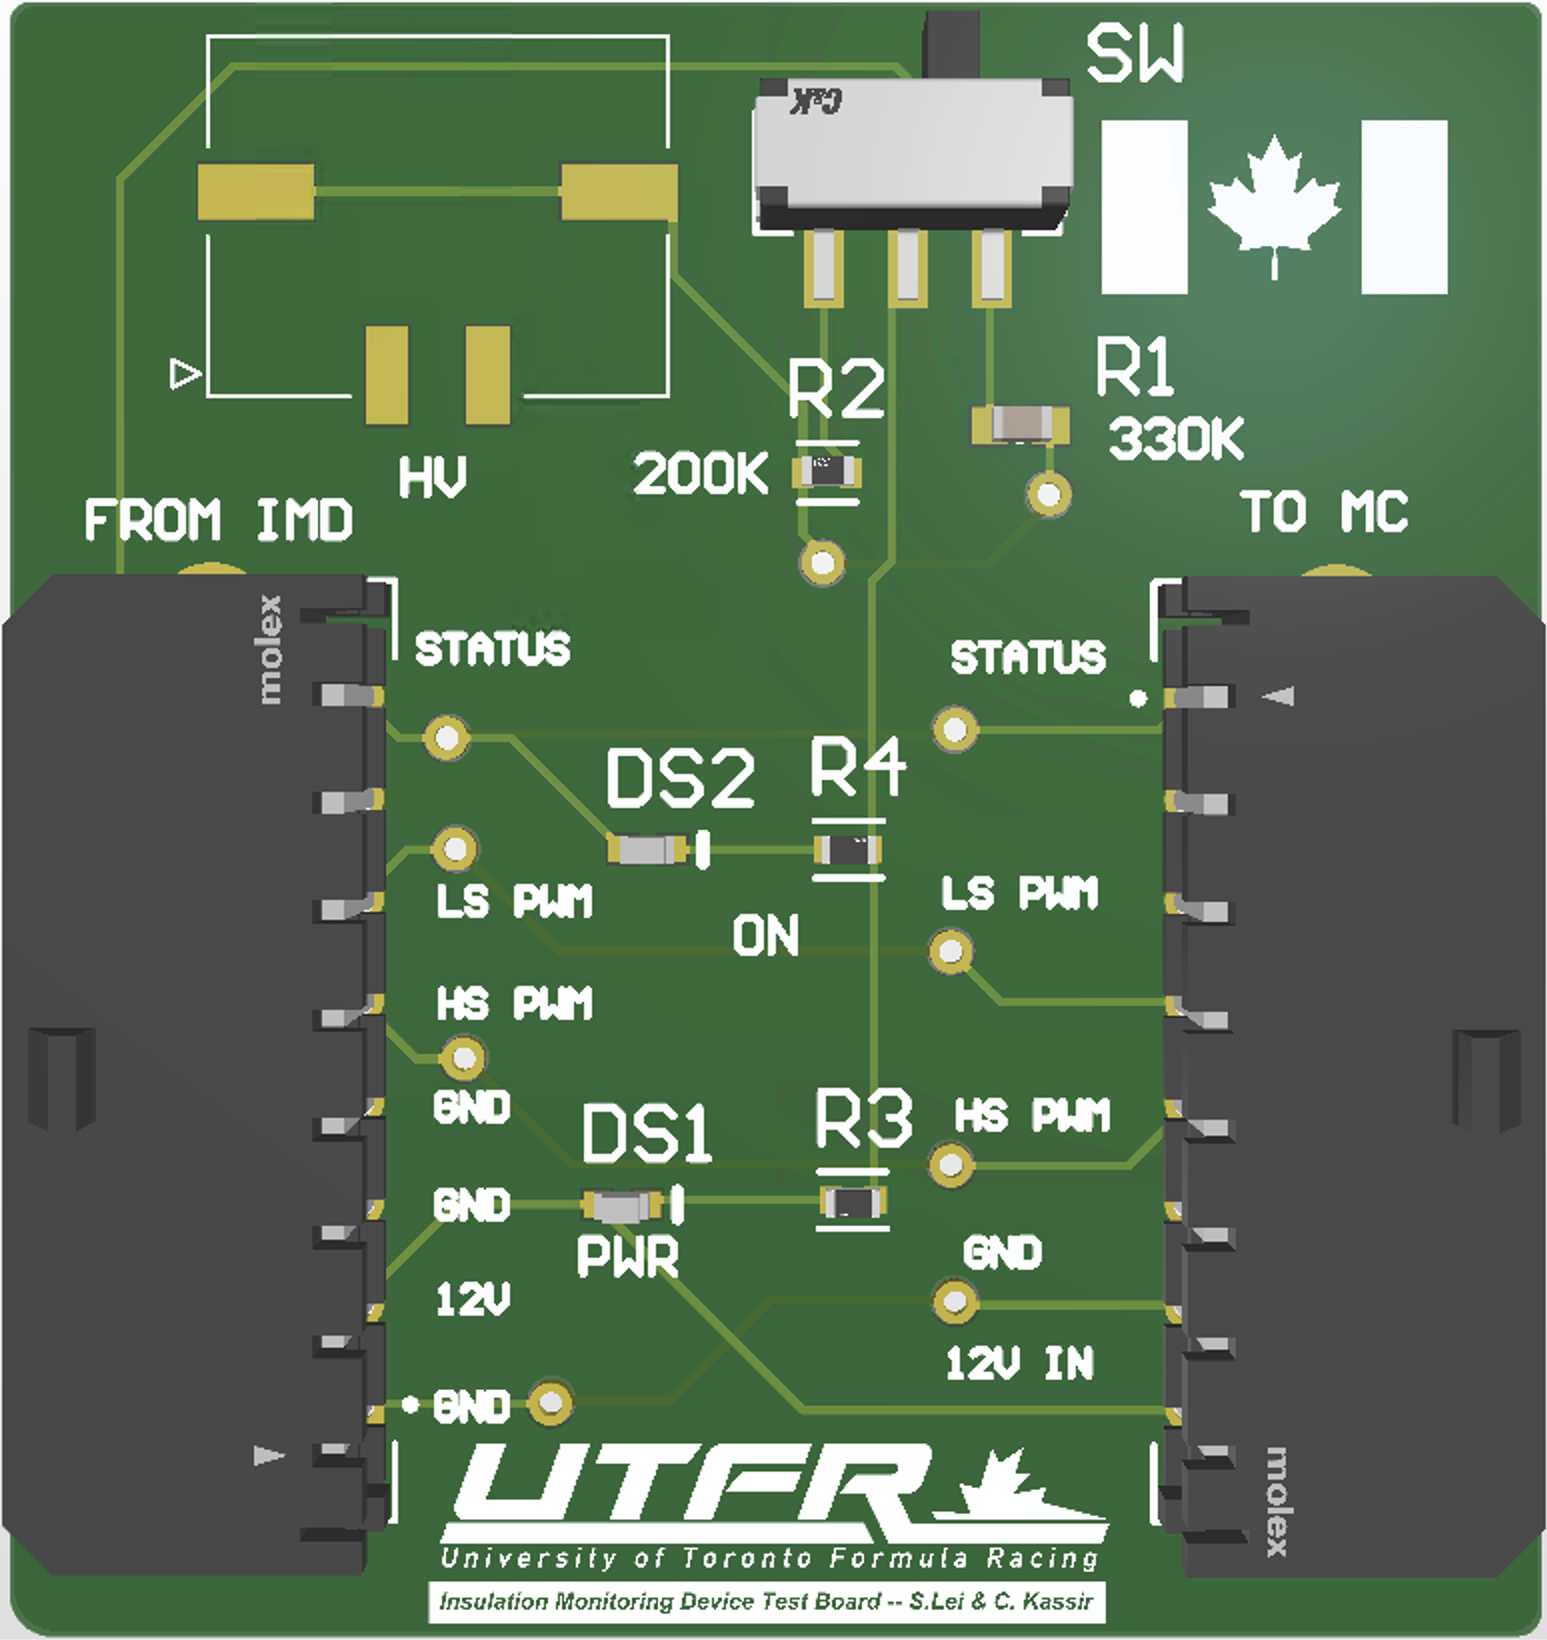 SW
C&K
R1
330K
R2
200K
HV
FROM IMD
TO MC
molex
STATUS
STATUS
DS2
R4
LS PWM
LS PWM
ON
HS PWM
GND
DS1
R3
HS PWM
GND
PWR
GND
12V
12V IN
GND
molex
UTFR
University of Toronto Formula Racing
Insulation Monitoring Device Test Board -- S.Lei & C. Kassir